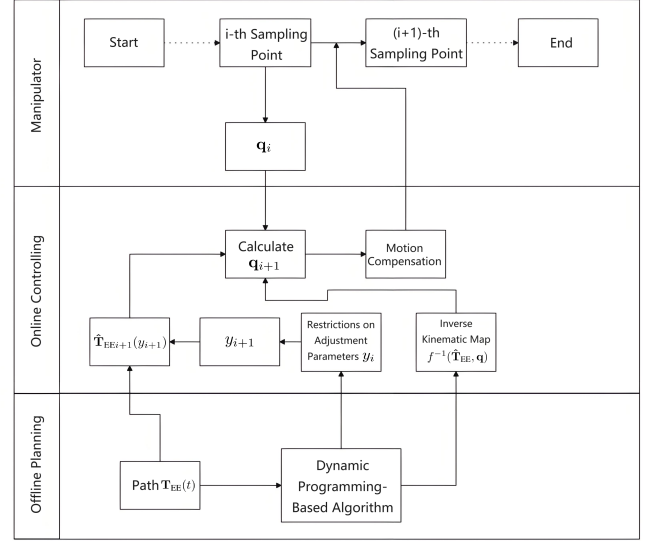 Manipulator
Start
i-th Sampling
Point
(i+1)-th
Sampling Point
End
q_i
Online Controlling
Calculate
q_{i+1}
Motion
Compensation
T̂_{EEi+1}(y_{i+1})
y_{i+1}
Restrictions on
Adjustment
Parameters y_i
Inverse
Kinematic Map
f^{-1}(T̂_{EE}, q)
Offline Planning
Path T_{EE}(t)
Dynamic
Programming-
Based Algorithm